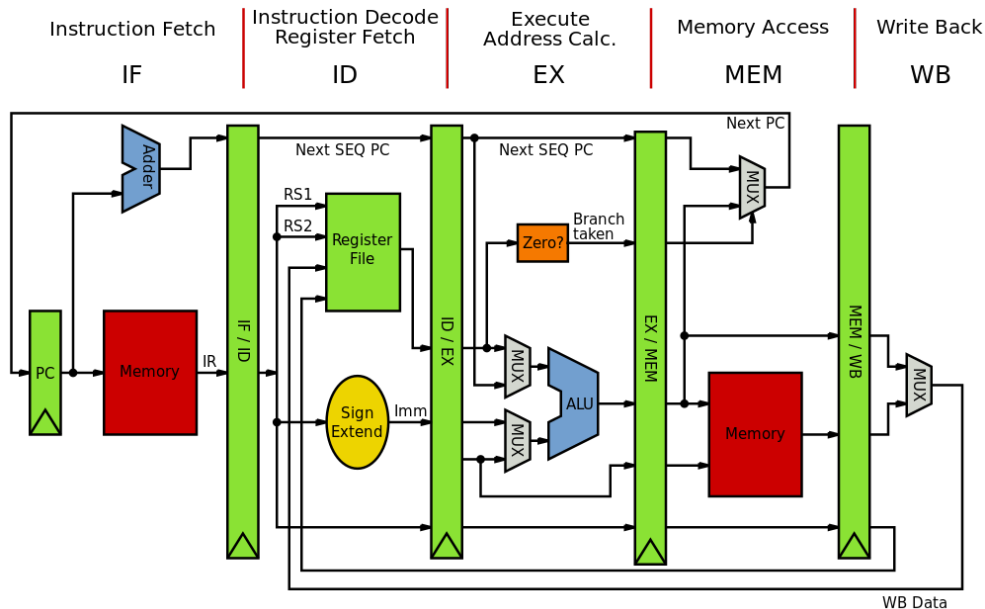 Instruction Fetch
Instruction Decode
Register Fetch
Execute
Address Calc.
Memory Access
Write Back
IF
ID
EX
MEM
WB
Next PC
Adder
Next SEQ PC
Next SEQ PC
MUX
RS1
RS2
Register
File
Branch
taken
Zero?
IF / ID
ID / EX
EX / MEM
MEM / WB
PC
Memory
IR
MUX
ALU
MUX
Sign
Extend
Imm
MUX
Memory
WB Data